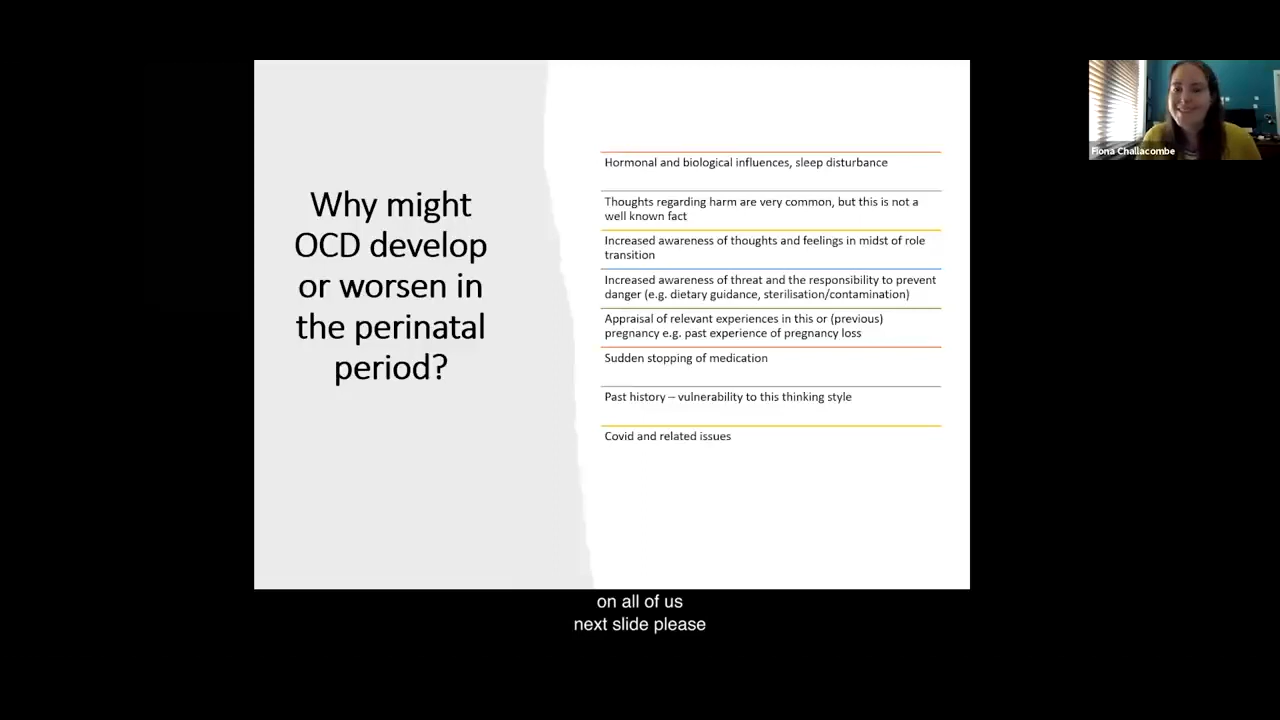 Why might
OCD develop
or worsen in
the perinatal
period?
Hormonal and biological influences, sleep disturbance
Thoughts regarding harm are very common, but this is not a
well known fact
Increased awareness of thoughts and feelings in midst of role
transition
Increased awareness of threat and the responsibility to prevent
danger (e.g. dietary guidance, sterilisation/contamination)
Appraisal of relevant experiences in this or (previous)
pregnancy e.g. past experience of pregnancy loss
Sudden stopping of medication
Past history – vulnerability to this thinking style
Covid and related issues
Fiona Challacombe
on all of us
next slide please